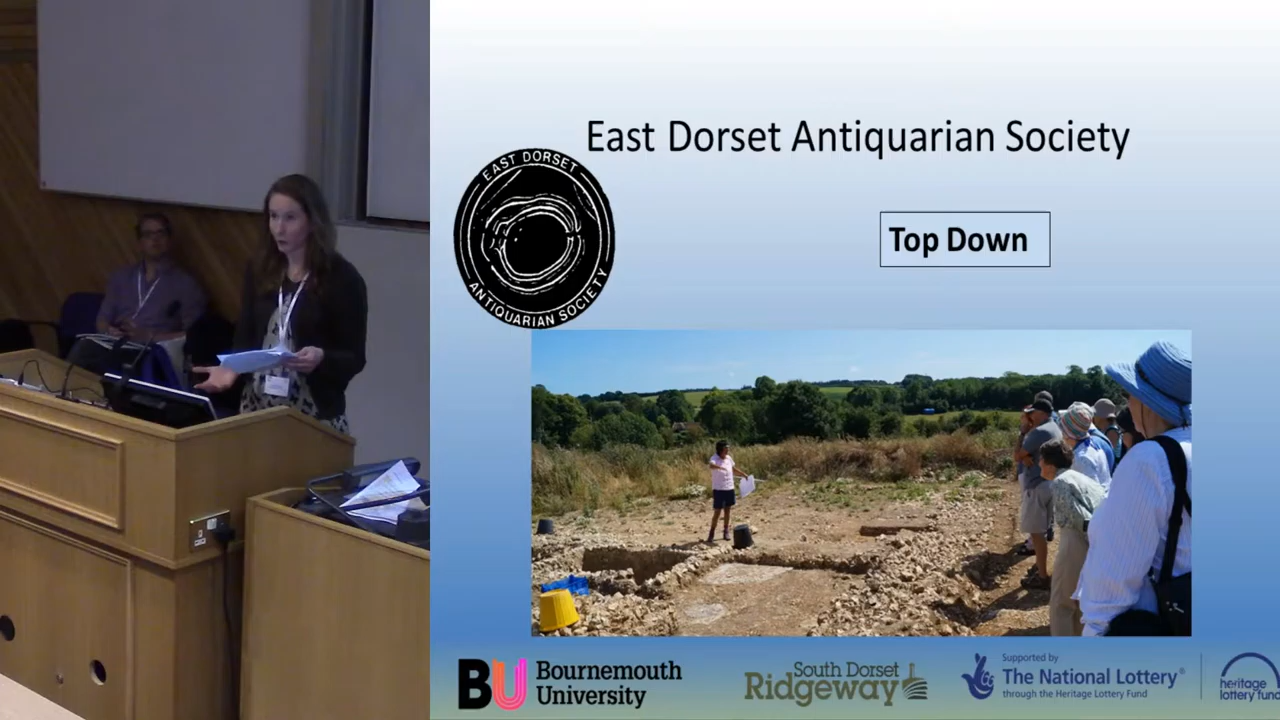 East Dorset Antiquarian Society
EAST DORSET
ANTIQUARIAN SOCIETY
Top Down
BU Bournemouth
University
South Dorset
Ridgeway
Supported by
The National Lottery®
through the Heritage Lottery Fund
heritage
lottery fund